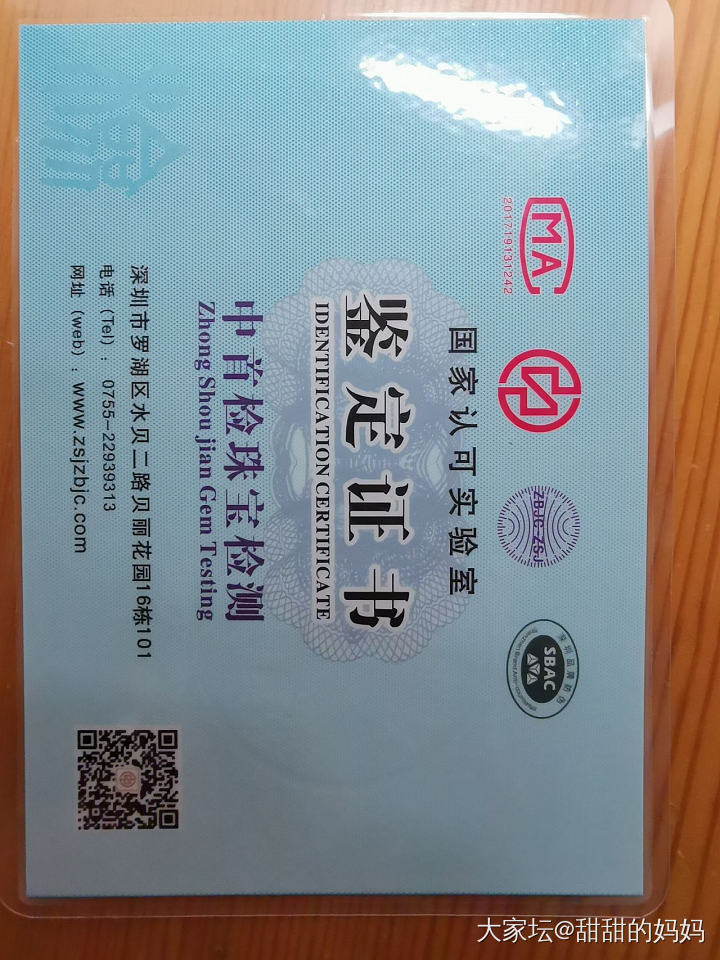 MA
201719131242
ZBJC-ZSJ
SBAC
国家认可实验室
鉴定证书
IDENTIFICATION CERTIFICATE
中首检珠宝检测
Zhong Shou jian Gem Testing
深圳市罗湖区水贝二路贝丽花园16栋101
电话（Tel）： 0755-22939313
网址（web）：www.zsjzbjc.com
大家坛@甜甜的妈妈